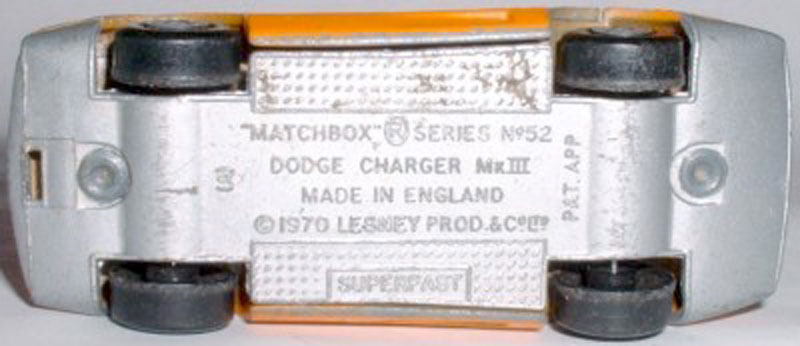 "MATCHBOX" ® SERIES Nº52
DODGE CHARGER MK III
MADE IN ENGLAND
© 1970 LESNEY PROD. & Cº LTD
SUPERFAST
PAT. APP